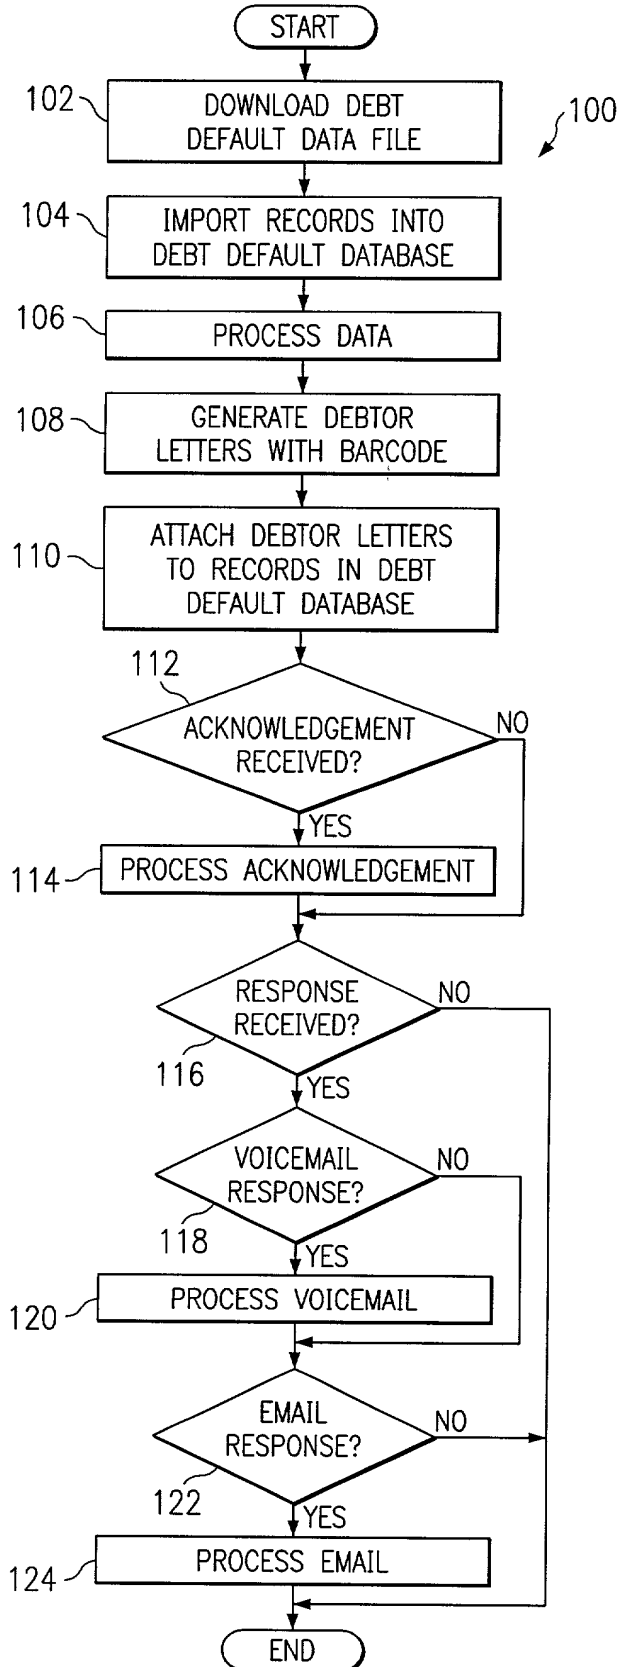 START
102
DOWNLOAD DEBT
DEFAULT DATA FILE
100
104
IMPORT RECORDS INTO
DEBT DEFAULT DATABASE
106
PROCESS DATA
108
GENERATE DEBTOR
LETTERS WITH BARCODE
110
ATTACH DEBTOR LETTERS
TO RECORDS IN DEBT
DEFAULT DATABASE
112
ACKNOWLEDGEMENT
RECEIVED?
NO
YES
114
PROCESS ACKNOWLEDGEMENT
RESPONSE
RECEIVED?
NO
116
YES
VOICEMAIL
RESPONSE?
NO
118
YES
120
PROCESS VOICEMAIL
EMAIL
RESPONSE?
NO
122
YES
124
PROCESS EMAIL
END